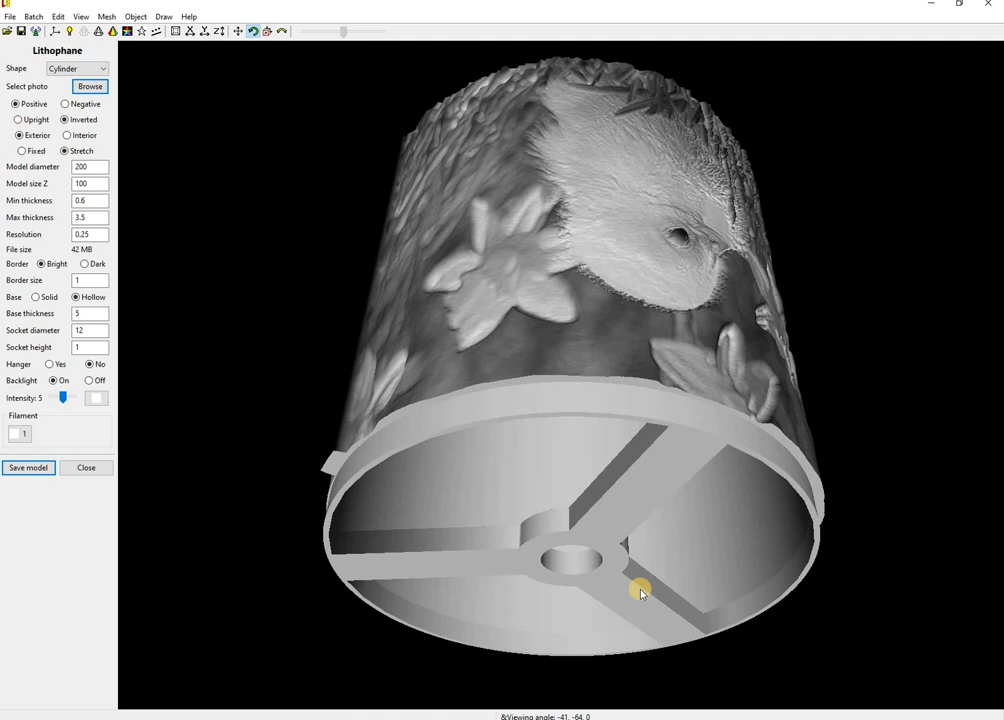 File Batch Edit View Mesh Object Draw Help
Lithophane
Shape Cylinder
Select photo Browse
Positive Negative
Upright Inverted
Exterior Interior
Fixed Stretch
Model diameter 200
Model size Z 100
Min thickness 0.6
Max thickness 3.5
Resolution 0.25
File size 42 MB
Border Bright Dark
Border size 1
Base Solid Hollow
Base thickness 5
Socket diameter 12
Socket height 1
Hanger Yes No
Backlight On Off
Intensity: 5
Filament
1
Save model Close
&Viewing angle: -41, -64, 0